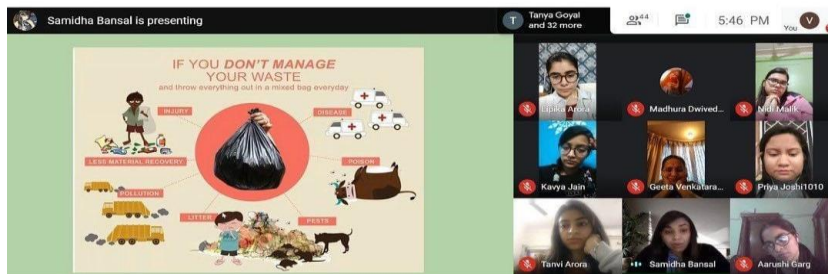 Samidha Bansal is presenting
T
Tanya Goyal
and 32 more
44
5:46 PM
You
V
IF YOU DON'T MANAGE
YOUR WASTE
and throw everything out in a mixed bag everyday
INJURY
DISEASE
LESS MATERIAL RECOVERY
POISON
POLLUTION
LITTER
PESTS
Lipika Arora
Madhura Dwived...
Nidi Malik
Kavya Jain
Geeta Venkatara...
Priya Joshi1010
Tanvi Arora
Samidha Bansal
Aarushi Garg